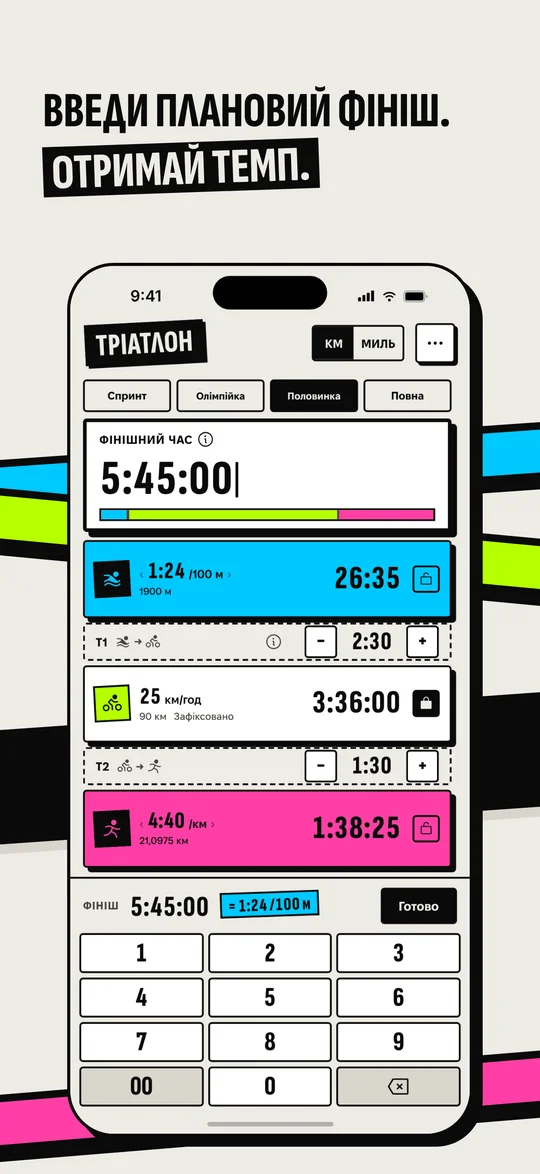 ВВЕДИ ПЛАНОВИЙ ФІНІШ.
ОТРИМАЙ ТЕМП.
9:41
ТРІАТЛОН
КМ МИЛЬ
Спринт Олімпійка Половинка Повна
ФІНІШНИЙ ЧАС
5:45:00
1:24 /100 м
1900 м
26:35
T1
− 2:30 +
25 км/год
90 км Зафіксовано
3:36:00
T2
− 1:30 +
4:40 /км
21,0975 км
1:38:25
ФІНІШ 5:45:00 = 1:24/100 м Готово
1 2 3
4 5 6
7 8 9
00 0